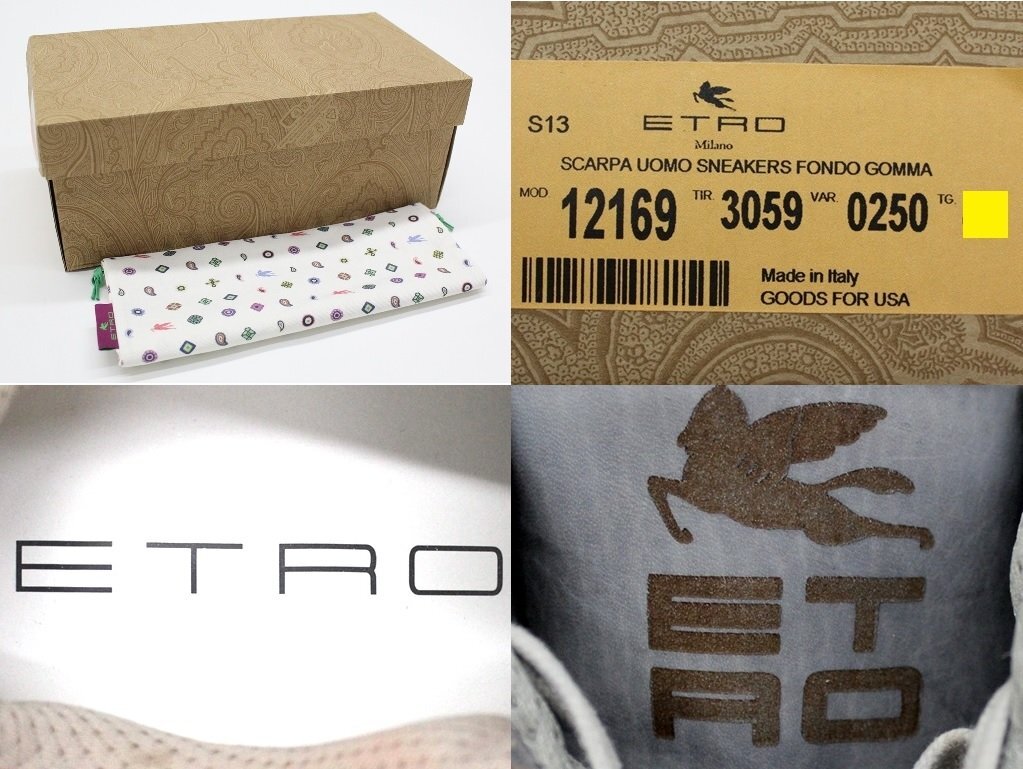 ETRO
S13
ETRO
Milano
SCARPA UOMO SNEAKERS FONDO GOMMA
MOD. 12169 TIR. 3059 VAR. 0250 TG.
Made in Italy
GOODS FOR USA
ETRO
ET
RO